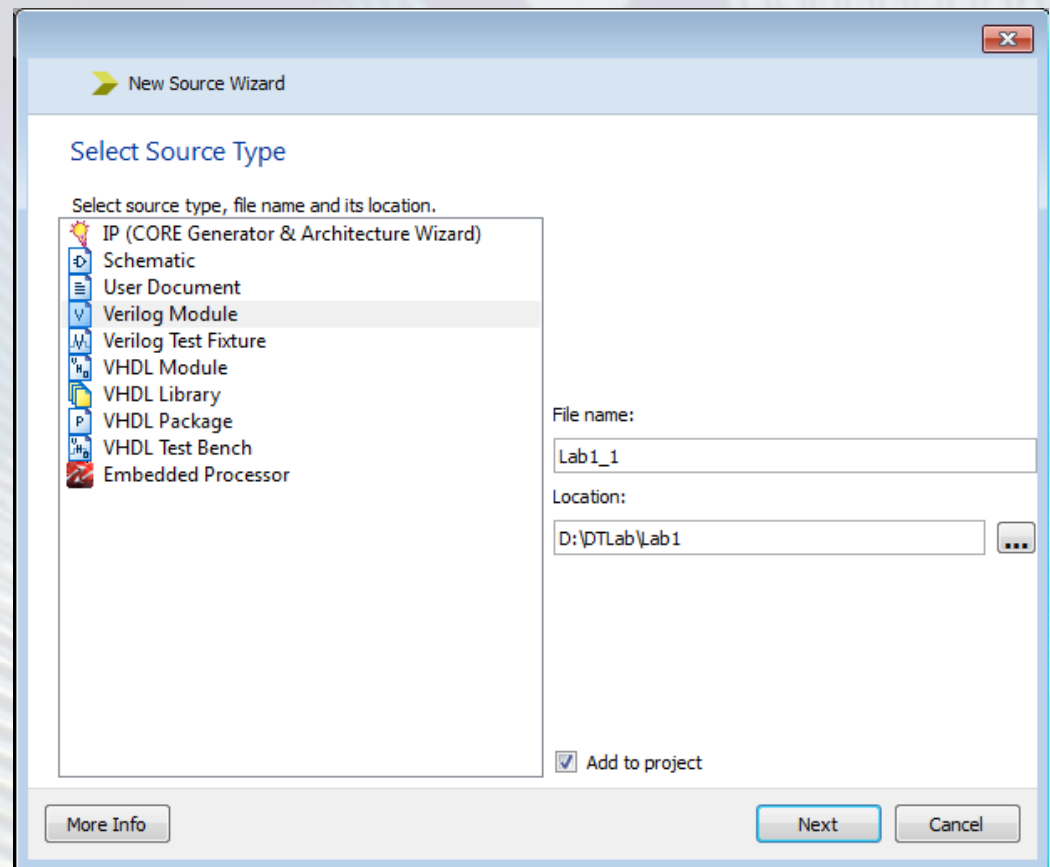 New Source Wizard
Select Source Type
Select source type, file name and its location.
IP (CORE Generator & Architecture Wizard)
Schematic
User Document
Verilog Module
Verilog Test Fixture
VHDL Module
VHDL Library
VHDL Package
VHDL Test Bench
Embedded Processor
File name:
Lab1_1
Location:
D:\DTLab\Lab1
...
Add to project
More Info
Next
Cancel